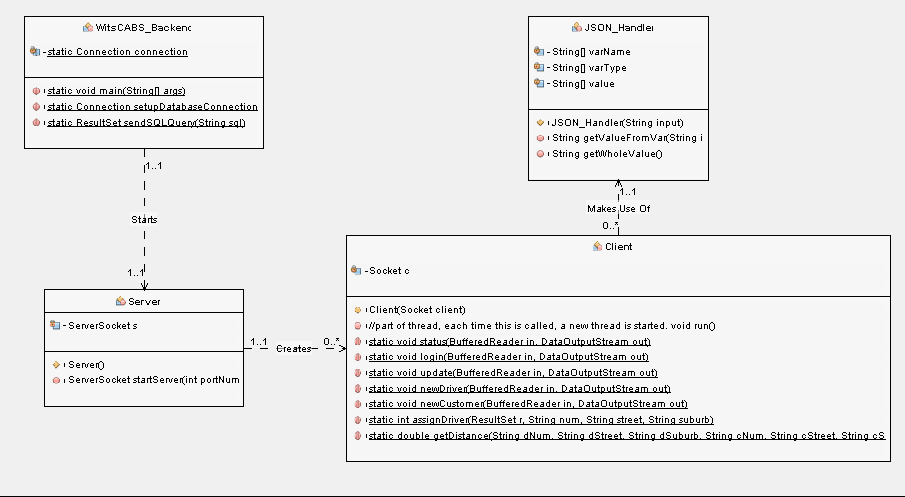 WitsCABS_Backend
-static Connection connection
static void main(String[] args)
static Connection setupDatabaseConnection
static ResultSet sendSQLQuery(String sql)
JSON_Handler
- String[] varName
- String[] varType
- String[] value
JSON_Handler(String input)
String getValueFromVar(String i
String getWholeValue()
1..1
Starts
1..1
1..1
Makes Use Of
0..*
Server
- ServerSocket s
Server()
ServerSocket startServer(int portNum
1..1
Creates
0..*
Client
-Socket c
Client(Socket client)
//part of thread, each time this is called, a new thread is started. void run()
static void status(BufferedReader in, DataOutputStream out)
static void login(BufferedReader in, DataOutputStream out)
static void update(BufferedReader in, DataOutputStream out)
static void newDriver(BufferedReader in, DataOutputStream out)
static void newCustomer(BufferedReader in, DataOutputStream out)
static int assignDriver(ResultSet r, String num, String street, String suburb)
static double getDistance(String dNum, String dStreet, String dSuburb, String cNum, String cStreet, String cS